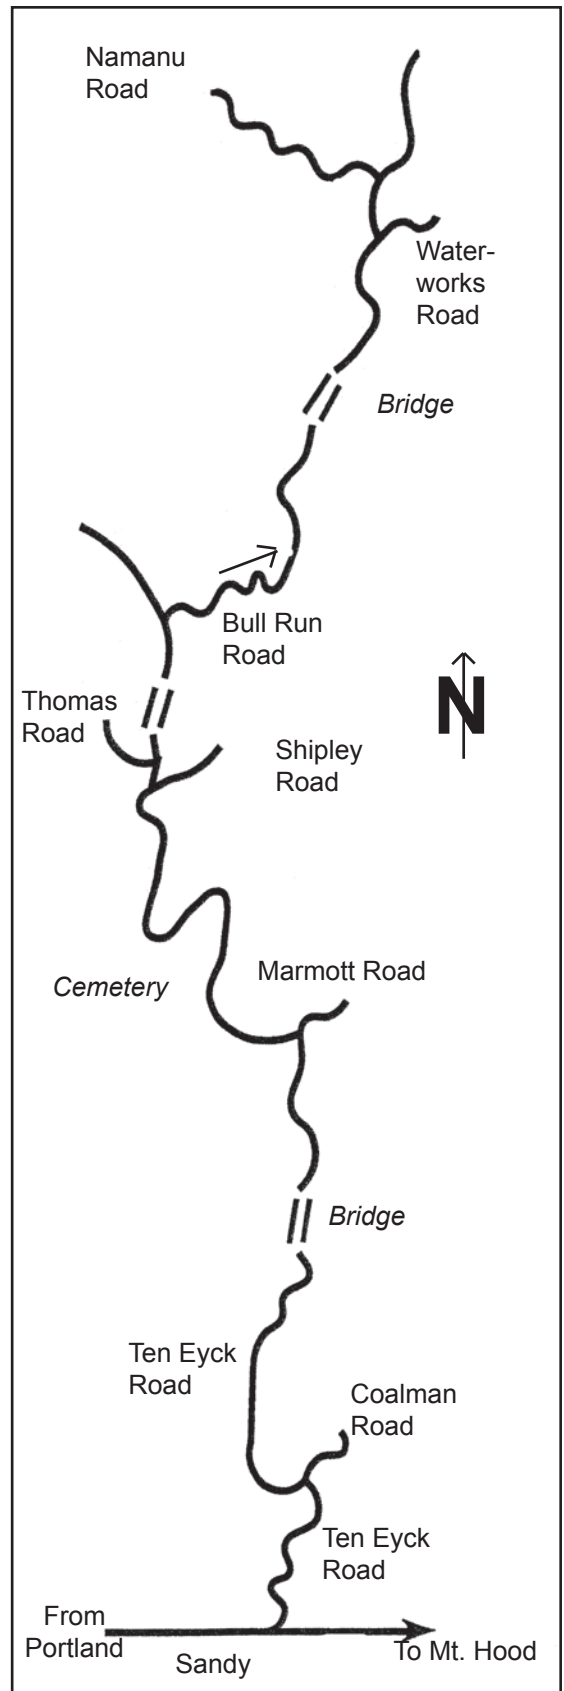 Namanu
Road
Water-
works
Road
Bridge
Bull Run
Road
Thomas
Road
N
Shipley
Road
Marmott Road
Cemetery
Bridge
Ten Eyck
Road
Coalman
Road
Ten Eyck
Road
From
Portland
To Mt. Hood
Sandy